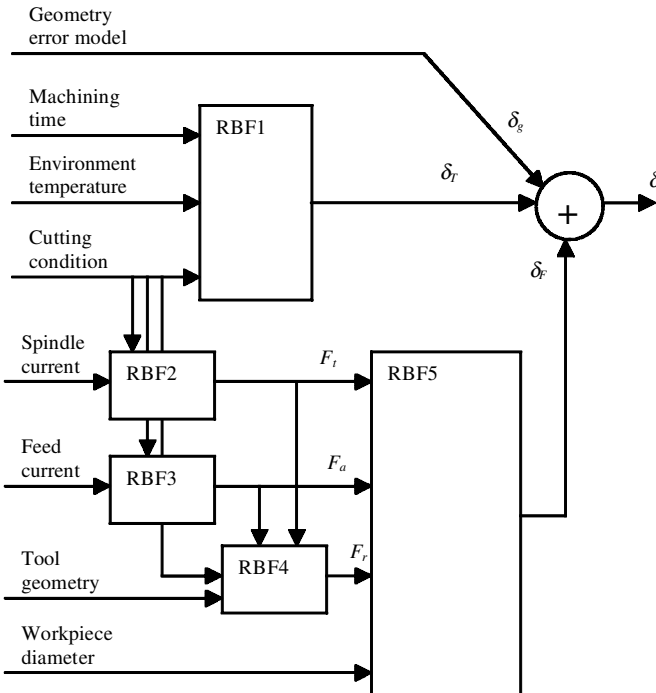 Geometry
error model
Machining
time
RBF1
δg
Environment
temperature
δT
δ
+
Cutting
condition
δF
Spindle
current
RBF2
Ft
RBF5
Feed
current
RBF3
Fa
Tool
geometry
RBF4
Fr
Workpiece
diameter